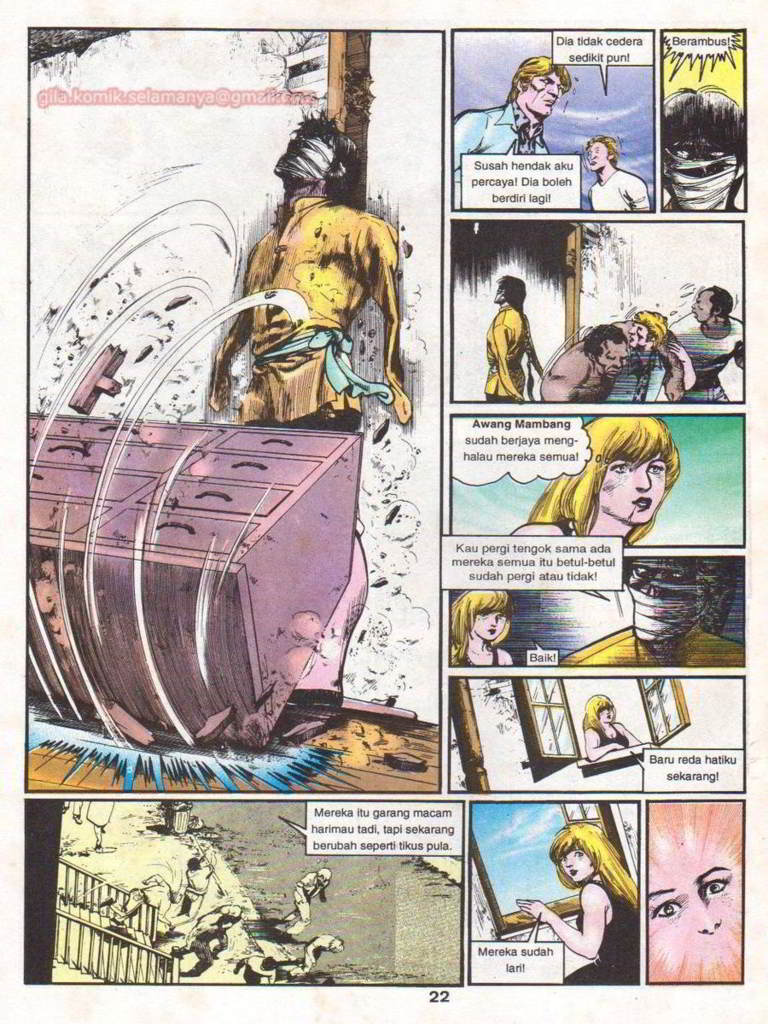 gila.komik.selamanya@gmail.com
Dia tidak cedera
sedikit pun!
Susah hendak aku
percaya! Dia boleh
berdiri lagi!
Berambus!
Awang Mambang
sudah berjaya meng-
halau mereka semua!
Kau pergi tengok sama ada
mereka semua itu betul-betul
sudah pergi atau tidak!
Baik!
Baru reda hatiku
sekarang!
Mereka itu garang macam
harimau tadi, tapi sekarang
berubah seperti tikus pula.
Mereka sudah
lari!
22